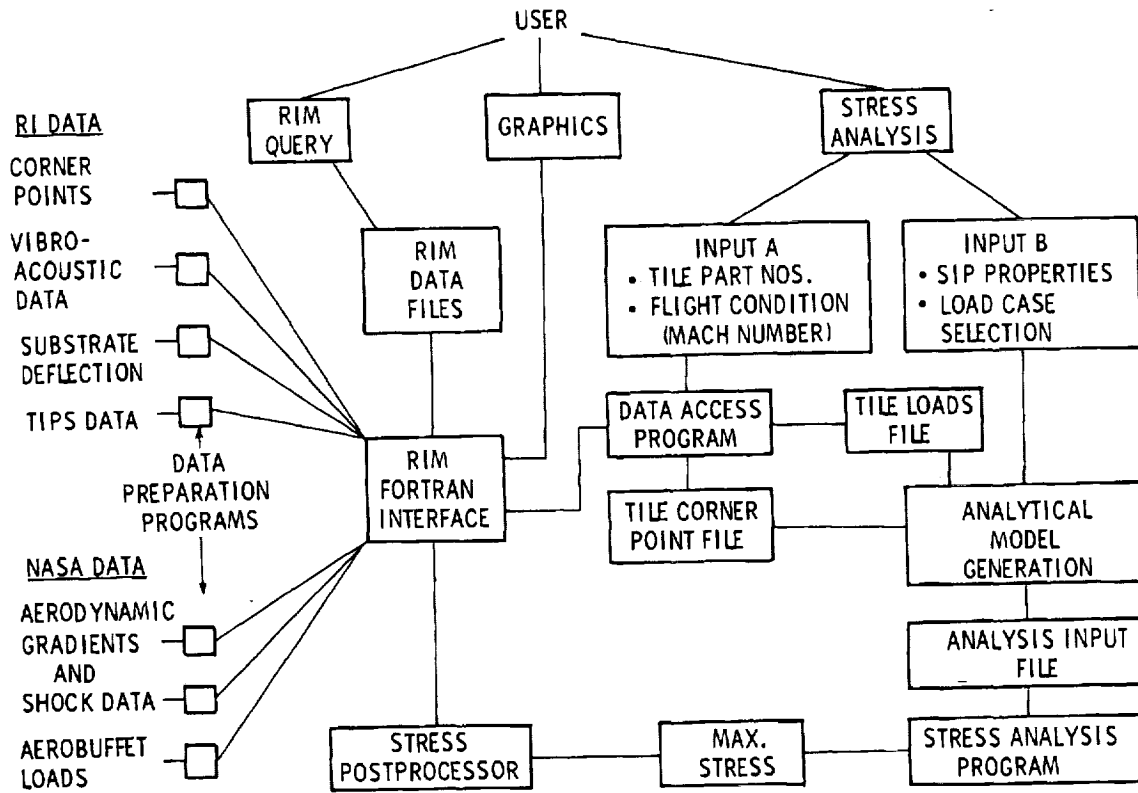 USER
RIM
QUERY
GRAPHICS
STRESS
ANALYSIS
RI DATA
CORNER
POINTS
VIBRO-
ACOUSTIC
DATA
SUBSTRATE
DEFLECTION
TIPS DATA
DATA
PREPARATION
PROGRAMS
NASA DATA
AERODYNAMIC
GRADIENTS
AND
SHOCK DATA
AEROBUFFET
LOADS
RIM
DATA
FILES
RIM
FORTRAN
INTERFACE
INPUT A
• TILE PART NOS.
• FLIGHT CONDITION
(MACH NUMBER)
INPUT B
• SIP PROPERTIES
• LOAD CASE
SELECTION
DATA ACCESS
PROGRAM
TILE LOADS
FILE
TILE CORNER
POINT FILE
ANALYTICAL
MODEL
GENERATION
ANALYSIS INPUT
FILE
STRESS
POSTPROCESSOR
MAX.
STRESS
STRESS ANALYSIS
PROGRAM